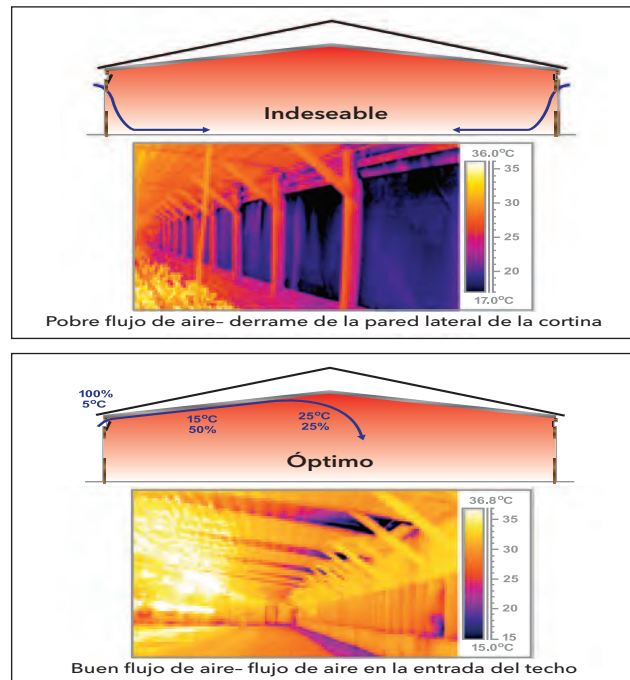 Indeseable
36.0°C
35
30
25
20
17.0°C
Pobre flujo de aire– derrame de la pared lateral de la cortina
100%
5°C
15°C
50%
25°C
25%
Óptimo
36.8°C
35
30
25
20
15
15.0°C
Buen flujo de aire– flujo de aire en la entrada del techo